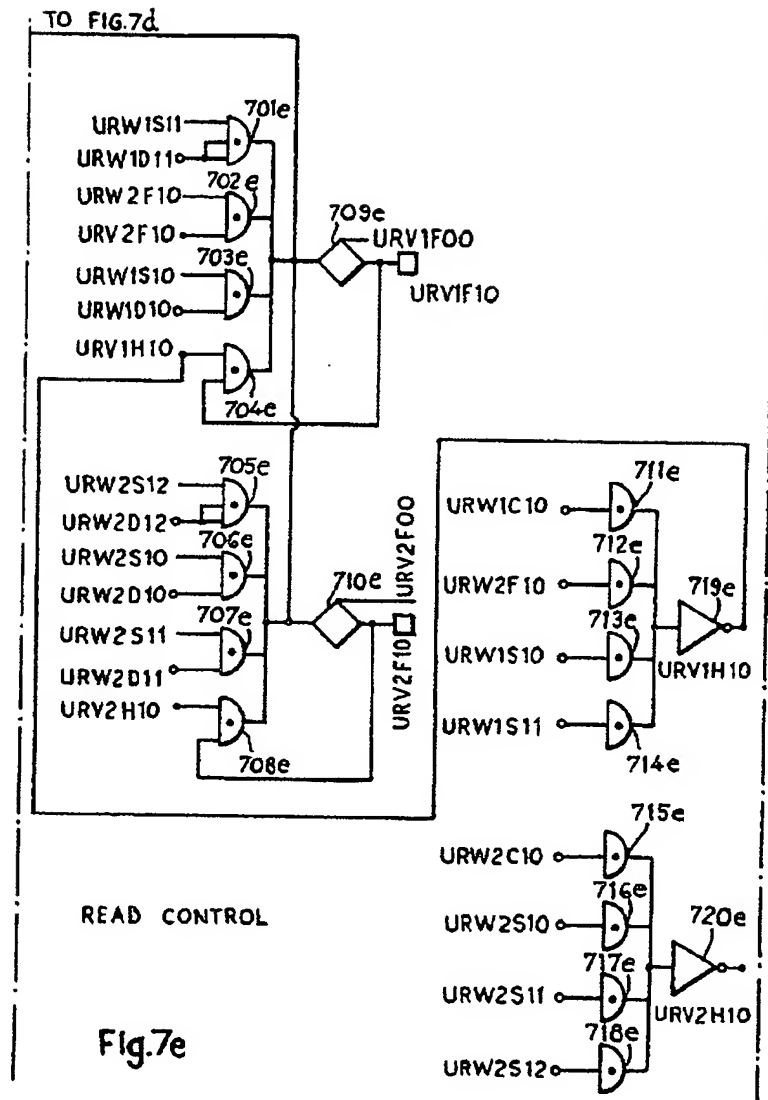 TO FIG.7d
URW1S11
701e
URW1D11
702e
URW2F10
URV2F10
709e
URV1F00
703e
URW1S10
URW1D10
URV1F10
URV1H10
704e
705e
URW2S12
URW2D12
706e
URW2S10
URW2D10
710e
URV2F00
707e
URW2S11
URW2D11
URV2F10
URV2H10
708e
711e
URW1C10
712e
URW2F10
719e
713e
URW1S10
URV1H10
URW1S11
714e
715e
URW2C10
716e
URW2S10
720e
717e
URW2S11
URV2H10
718e
URW2S12
READ CONTROL
Fig.7e